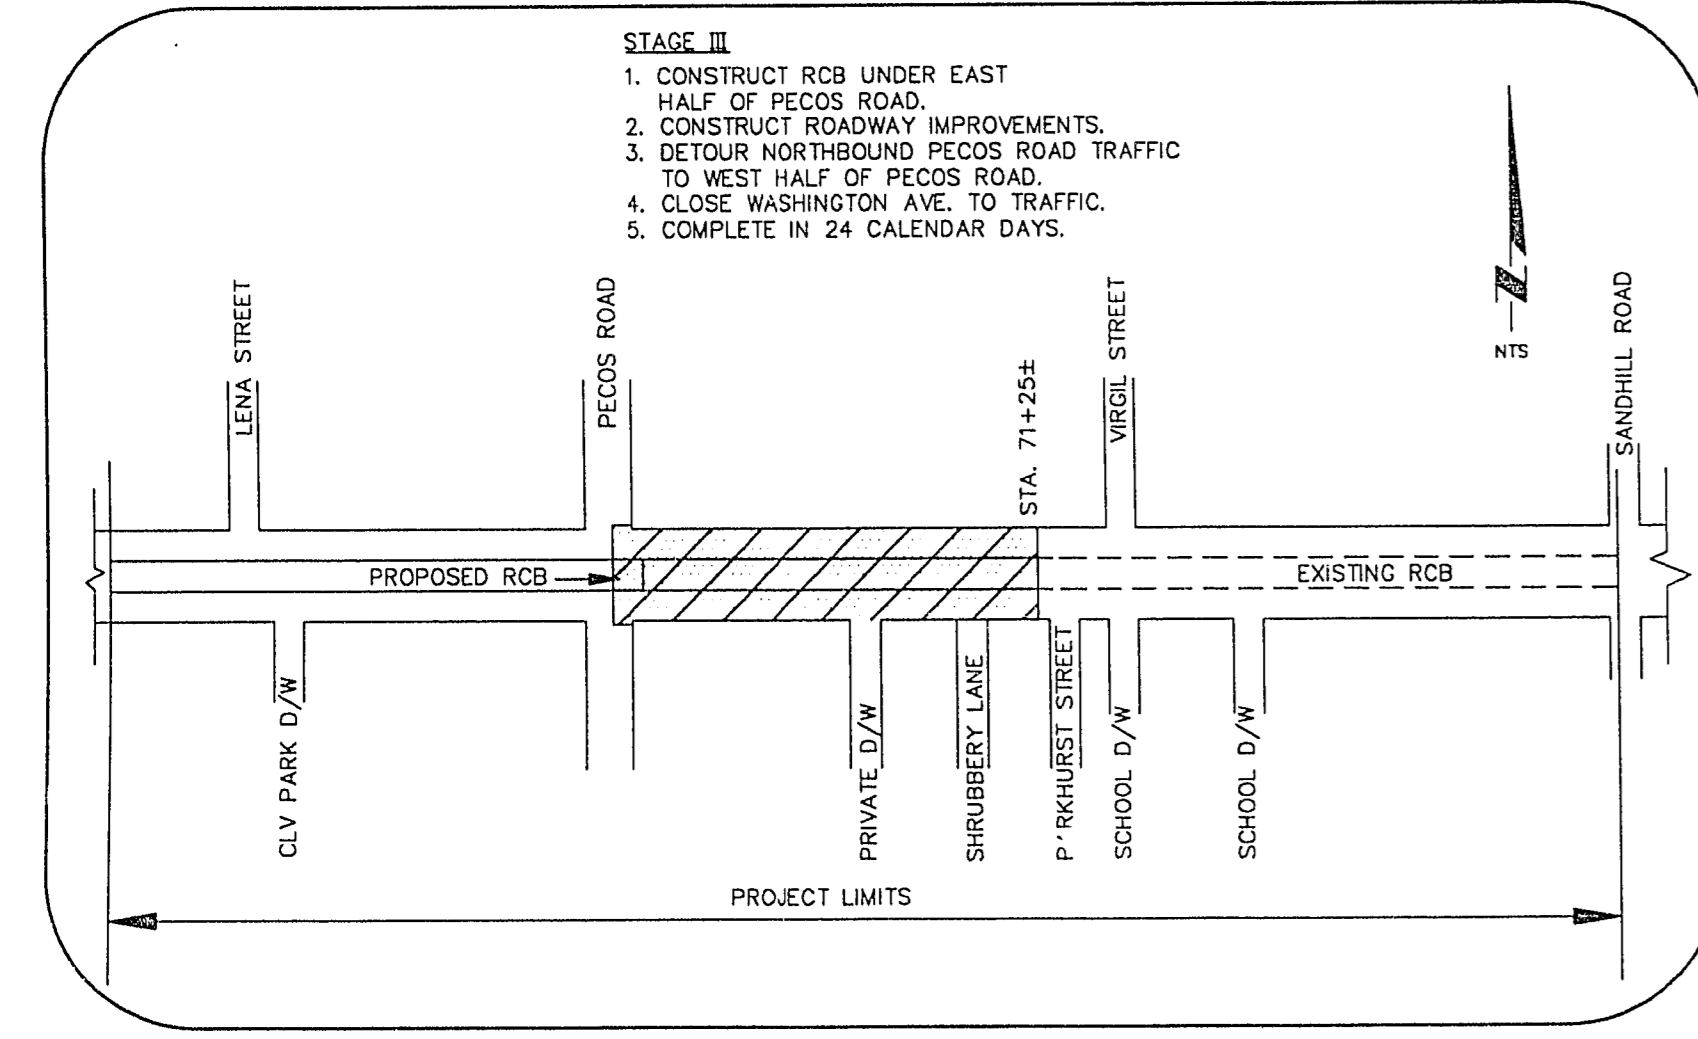 STAGE III
1. CONSTRUCT RCB UNDER EAST
HALF OF PECOS ROAD.
2. CONSTRUCT ROADWAY IMPROVEMENTS.
3. DETOUR NORTHBOUND PECOS ROAD TRAFFIC
TO WEST HALF OF PECOS ROAD.
4. CLOSE WASHINGTON AVE. TO TRAFFIC.
5. COMPLETE IN 24 CALENDAR DAYS.
LENA STREET
PECOS ROAD
STA. 71+25±
VIRGIL STREET
N
NTS
SANDHILL ROAD
PROPOSED RCB
EXISTING RCB
CLV PARK D/W
PRIVATE D/W
SHRUBBERY LANE
P'RKHURST STREET
SCHOOL D/W
SCHOOL D/W
PROJECT LIMITS